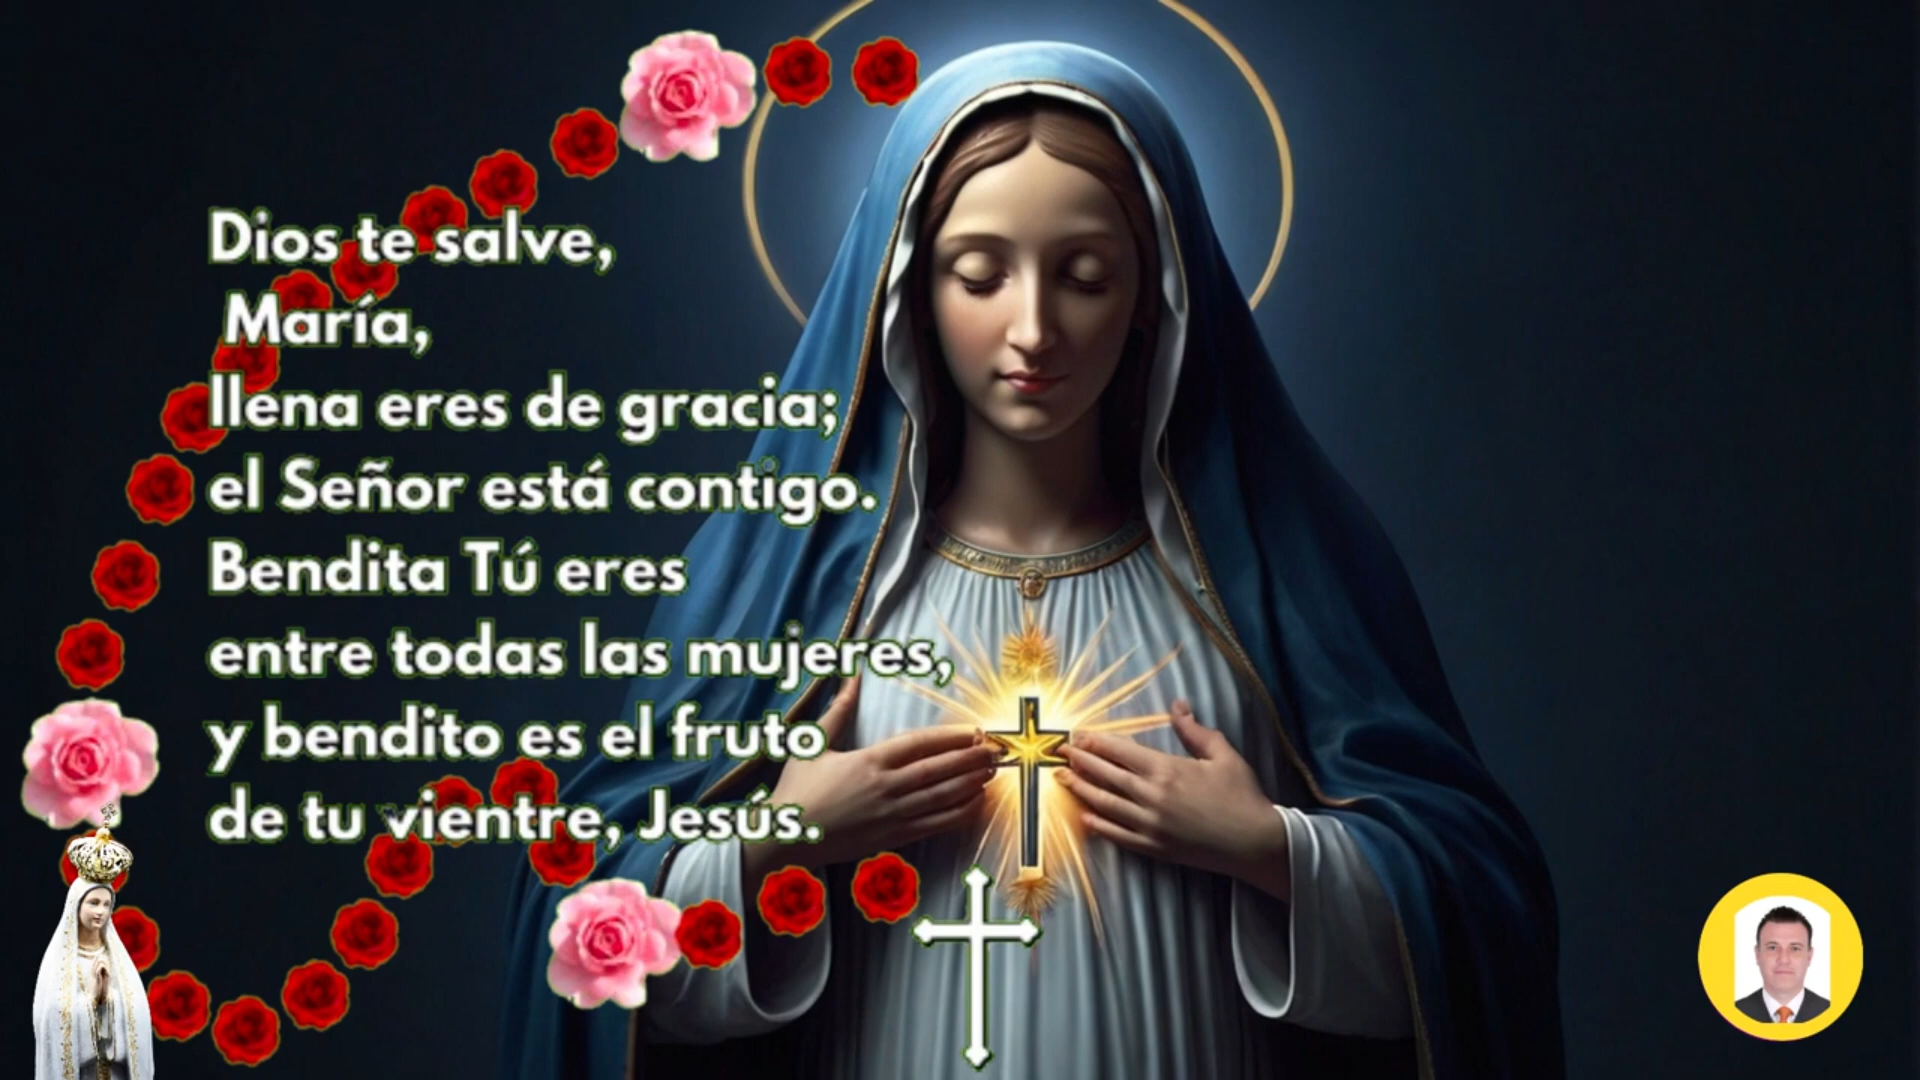 Dios te salve,
María,
llena eres de gracia;
el Señor está contigo.
Bendita Tú eres
entre todas las mujeres,
y bendito es el fruto
de tu vientre, Jesús.